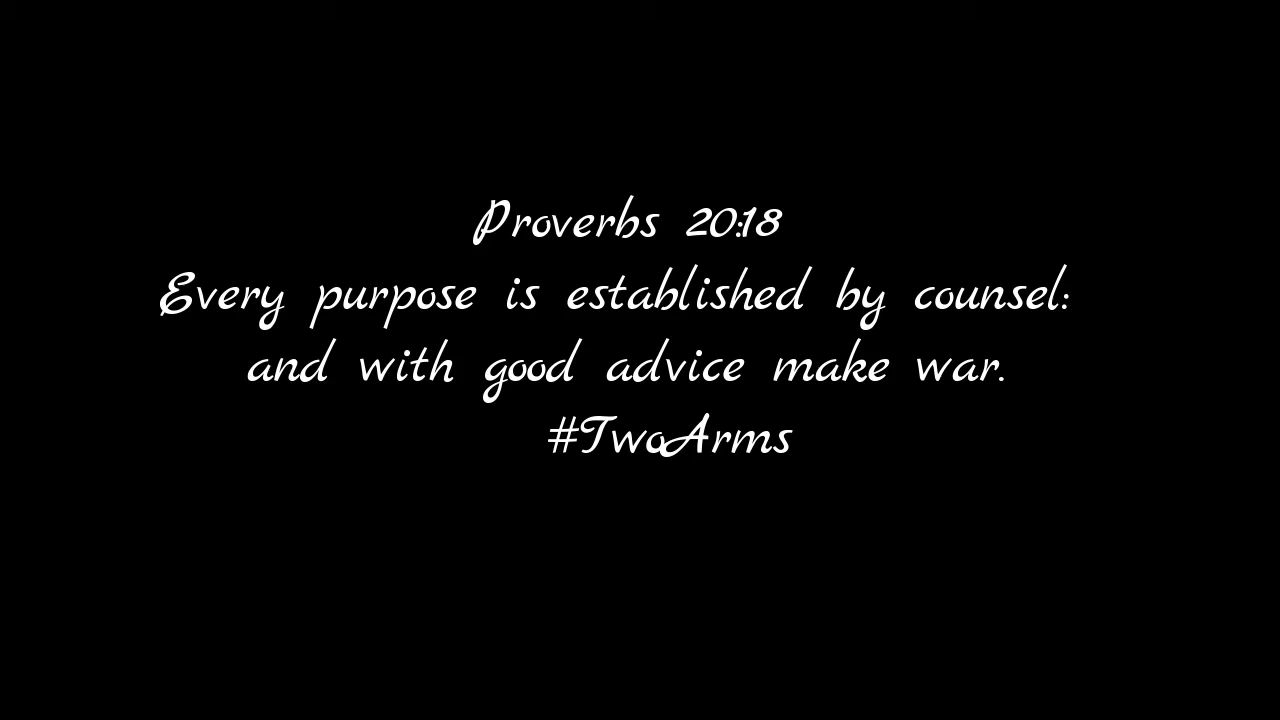 Proverbs 20:18
Every purpose is established by counsel:
and with good advice make war.
#TwoArms